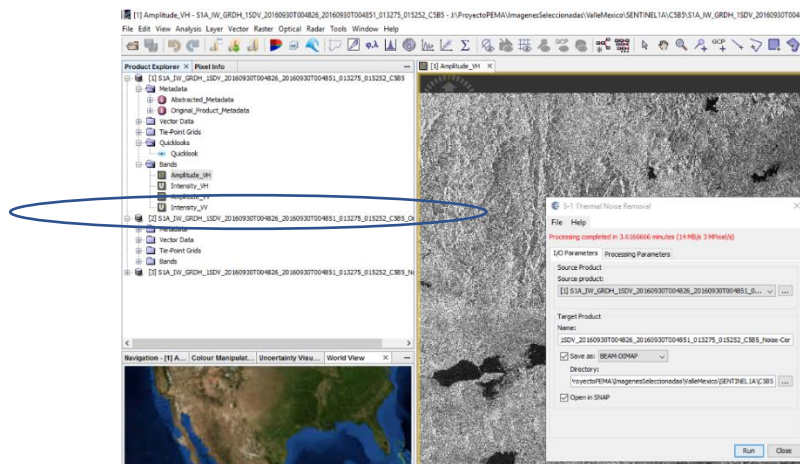 [1] Amplitude_VH - S1A_IW_GRDH_1SDV_20160930T004826_20160930T004851_013275_015252_C5B5 - J:\ProyectoPEMA\ImagenesSeleccionadas\ValleMexico\SENTINEL1A\C5B5\S1A_IW_GRDH_1SDV_20160930T004
File Edit View Analysis Layer Vector Raster Optical Radar Tools Window Help
Product Explorer × Pixel Info
[1] S1A_IW_GRDH_1SDV_20160930T004826_20160930T004851_013275_015252_C5B5
Metadata
Abstracted_Metadata
Original_Product_Metadata
Vector Data
Tie-Point Grids
Quicklooks
Quicklook
Bands
Amplitude_VH
Intensity_VH
Amplitude_VV
Intensity_VV
[2] S1A_IW_GRDH_1SDV_20160930T004826_20160930T004851_013275_015252_C5B5_O
Metadata
Vector Data
Tie-Point Grids
Bands
[3] S1A_IW_GRDH_1SDV_20160930T004826_20160930T004851_013275_015252_C5B5_No
Navigation - [1] A... Colour Manipulat... Uncertainty Visu... World View ×
[1] Amplitude_VH ×
S-1 Thermal Noise Removal
File Help
Processing completed in 3.6166666 minutes (14 MB/s 3 MPixel/s)
I/O Parameters Processing Parameters
Source Product
Source product:
[1] S1A_IW_GRDH_1SDV_20160930T004826_20160930T004851_0... ...
Target Product
Name:
1SDV_20160930T004826_20160930T004851_013275_015252_C5B5_Noise-Cor
Save as: BEAM-DIMAP
Directory:
royectoPEMA\ImagenesSeleccionadas\ValleMexico\SENTINEL1A\C5B5 ...
Open in SNAP
Run Close